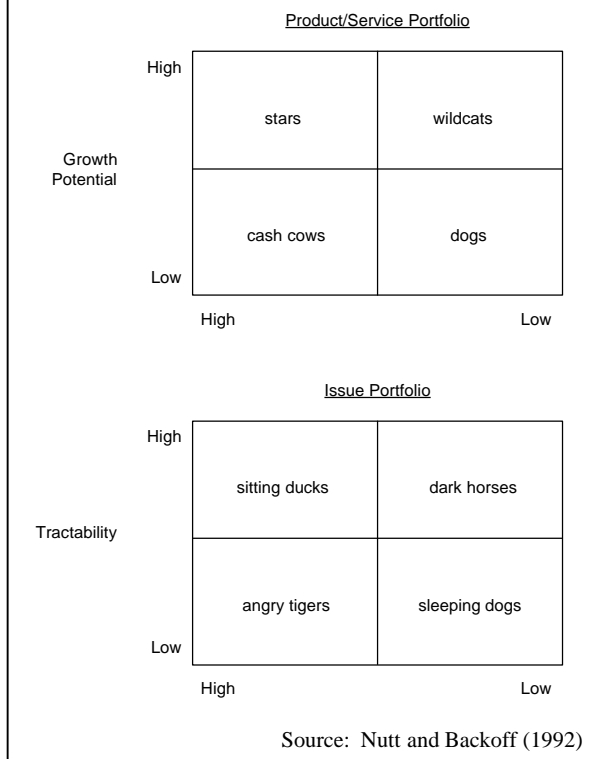 Product/Service Portfolio
High
stars
wildcats
Growth
Potential
cash cows
dogs
Low
High
Low
Issue Portfolio
High
sitting ducks
dark horses
Tractability
angry tigers
sleeping dogs
Low
High
Low
Source: Nutt and Backoff (1992)